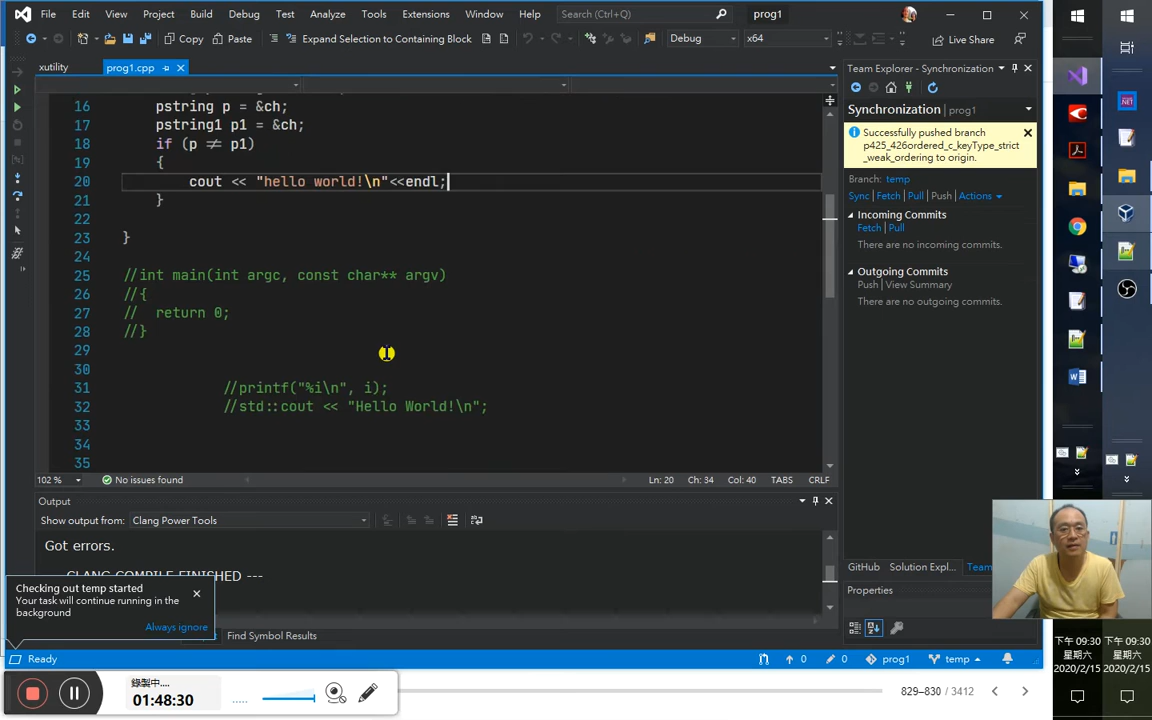 File Edit View Git Project Build Debug Test Analyze Tools Extensions Window Help Search (Ctrl+Q) prog1
Copy Paste Expand Selection to Containing Block Debug x64 Live Share
xutility prog1.cpp
16 pstring p = &ch;
17 pstring1 p1 = &ch;
18 if (p ≠ p1)
19 {
20 cout << "hello world!\n"<<endl;
21 }
22
23 }
24
25 //int main(int argc, const char** argv)
26 //{
27 // return 0;
28 //}
29
30
31 //printf("%i\n", i);
32 //std::cout << "Hello World!\n";
33
34
35
102 % No issues found Ln: 20 Ch: 34 Col: 40 TABS CRLF
Output
Show output from: Clang Power Tools
Got errors.
CLANG COMPILE FINISHED ---
Checking out temp started
Your task will continue running in the
background
Always ignore
Find Symbol Results
Ready 0 0 prog1 temp
Team Explorer - Synchronization
Synchronization prog1
Successfully pushed branch
p425_426ordered_c_keyType_strict
_weak_ordering to origin.
Branch: temp
Sync Fetch Pull Push Actions
Incoming Commits
Fetch Pull
There are no incoming commits.
Outgoing Commits
Push View Summary
There are no outgoing commits.
GitHub Solution Expl... Team
Properties
錄製中...
01:48:30
829–830 / 3412
下午 09:30
星期六
2020/2/15
下午 09:30
星期六
2020/2/15